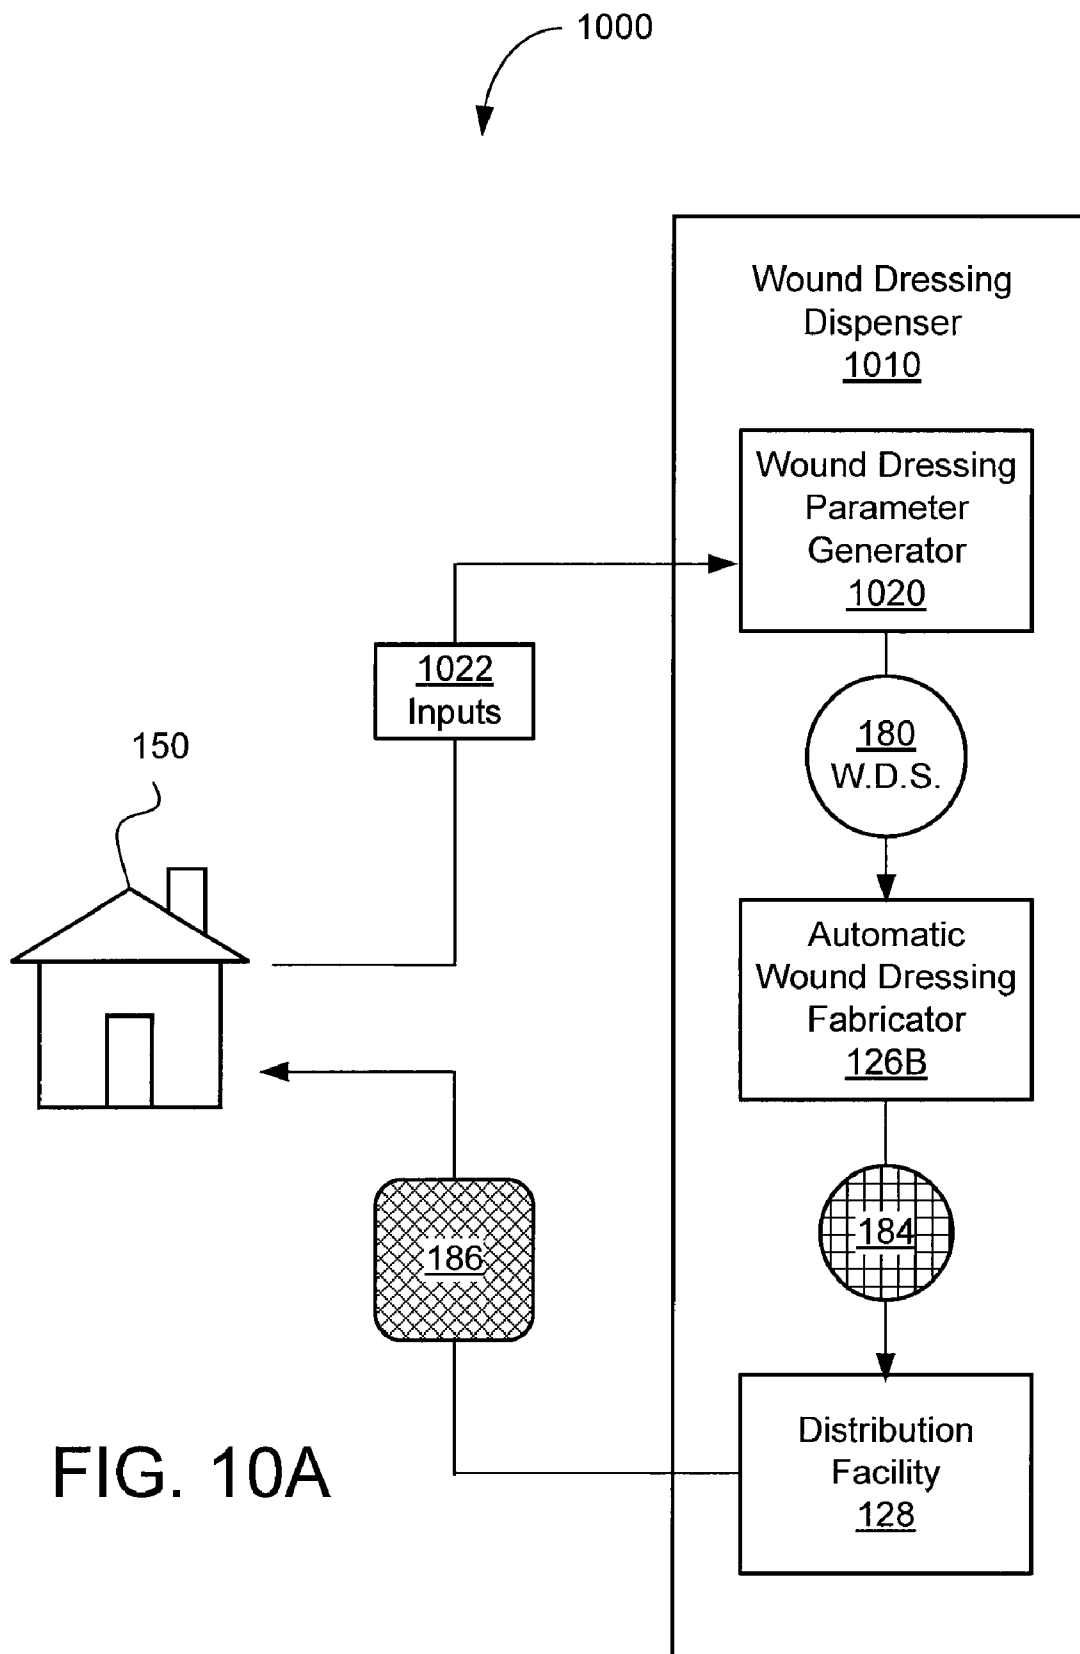 1000
Wound Dressing
Dispenser
1010
Wound Dressing
Parameter
Generator
1020
1022
Inputs
180
W.D.S.
150
Automatic
Wound Dressing
Fabricator
126B
184
186
Distribution
Facility
128
FIG. 10A